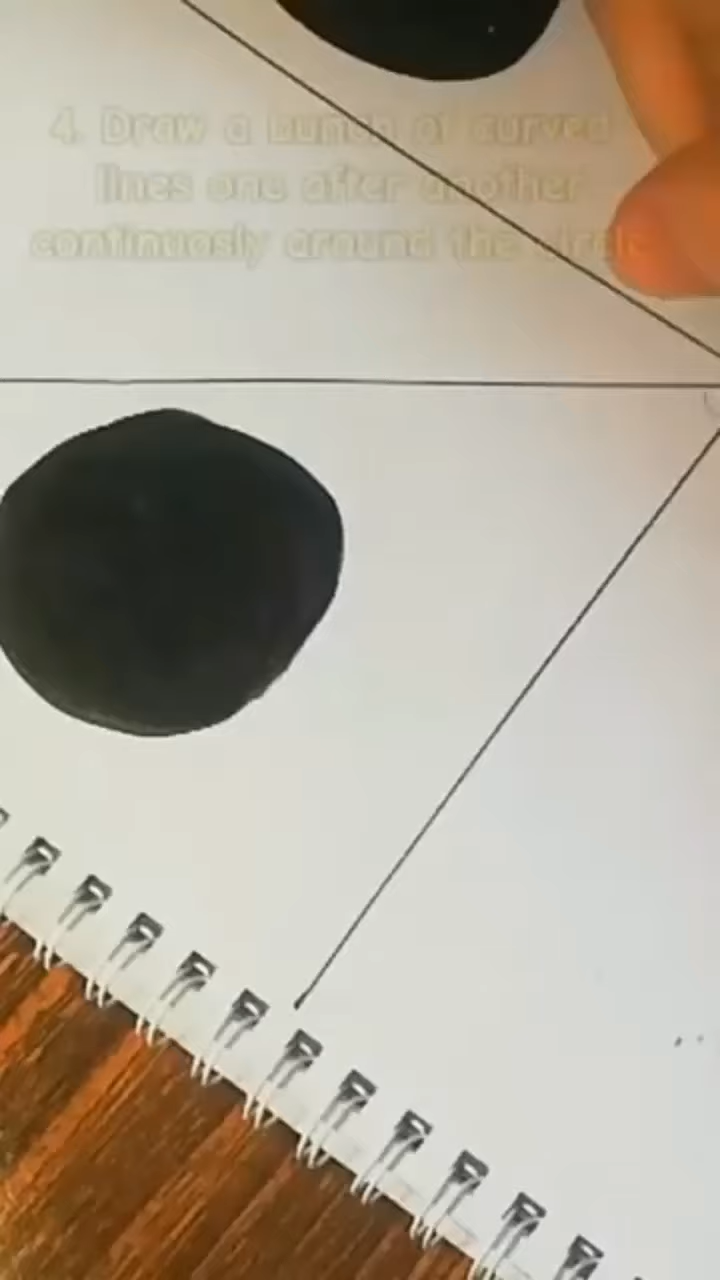 4. Draw a bunch of curved
lines one after another
continuously around the circle